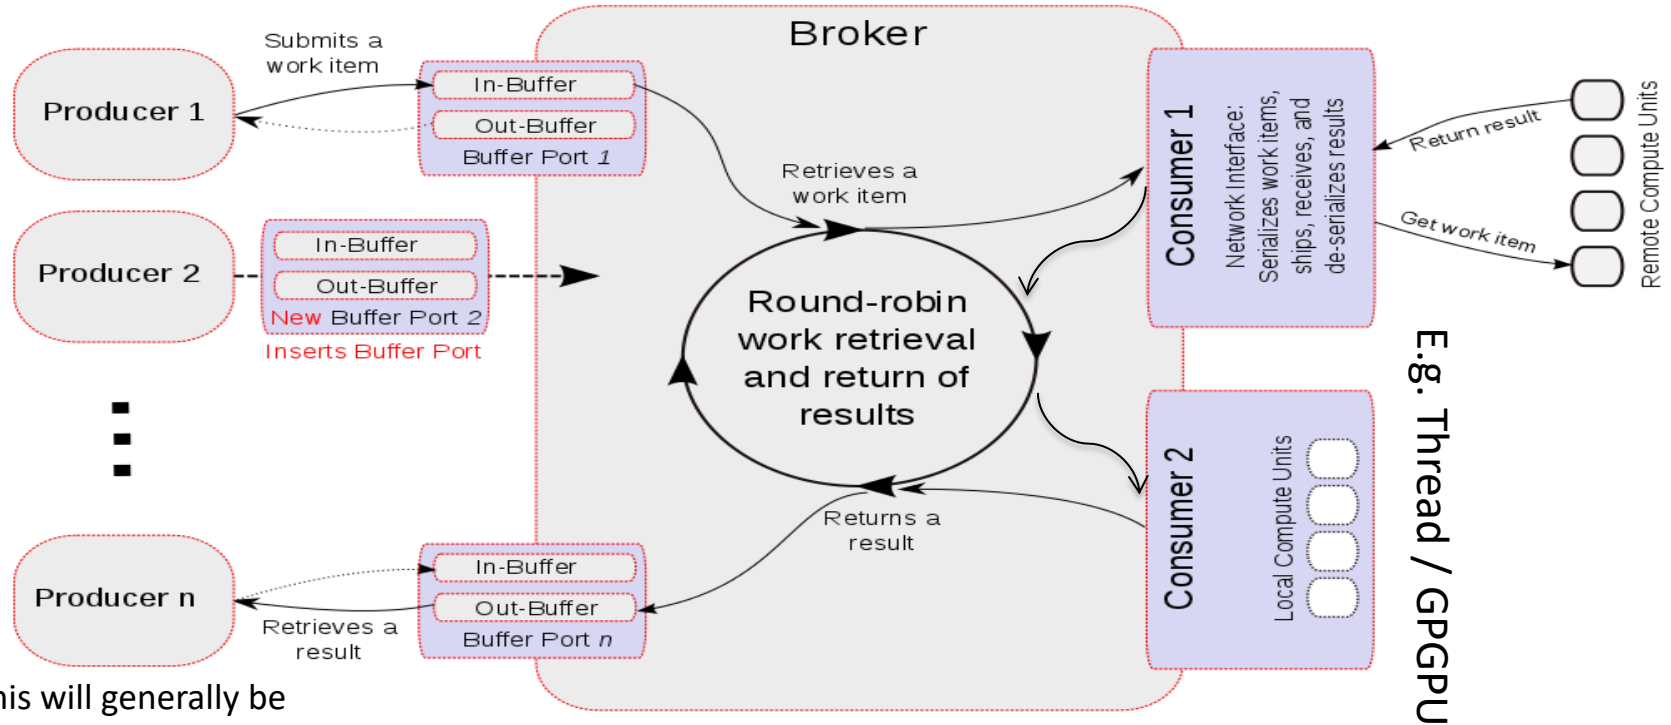 Broker
Submits a
work item
Producer 1
In-Buffer
Out-Buffer
Buffer Port 1
Retrieves a
work item
Producer 2
In-Buffer
Out-Buffer
New Buffer Port 2
Inserts Buffer Port
Round-robin
work retrieval
and return of
results
Producer n
In-Buffer
Out-Buffer
Buffer Port n
Retrieves a
result
Returns a
result
Consumer 1
Network Interface:
Serializes work items,
ships, receives, and
de-serializes results
Return result
Get work item
Remote Compute Units
Consumer 2
Local Compute Units
E.g. Thread / GPGPU
will generally be